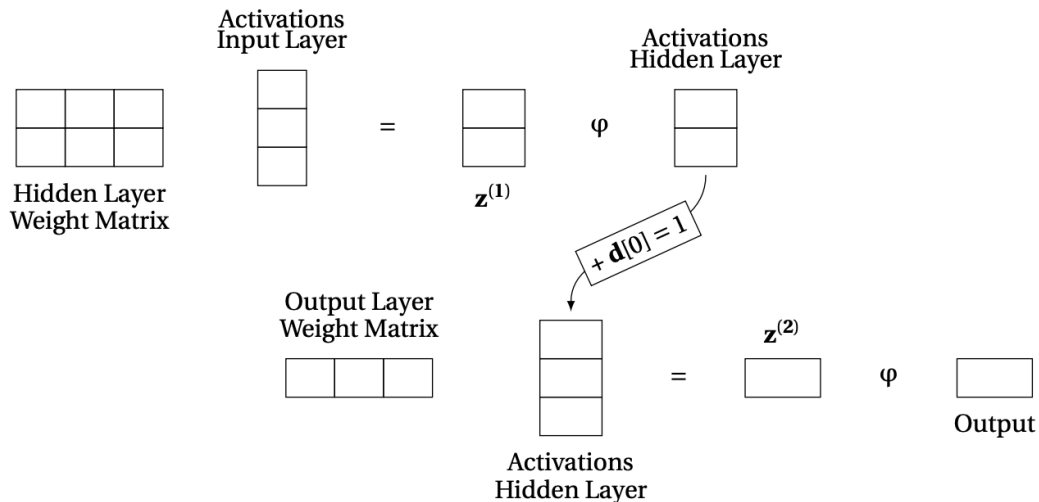 Activations
Input Layer
Activations
Hidden Layer
=
φ
Hidden Layer
Weight Matrix
z(1)
+ d[0] = 1
Output Layer
Weight Matrix
z(2)
=
φ
Output
Activations
Hidden Layer